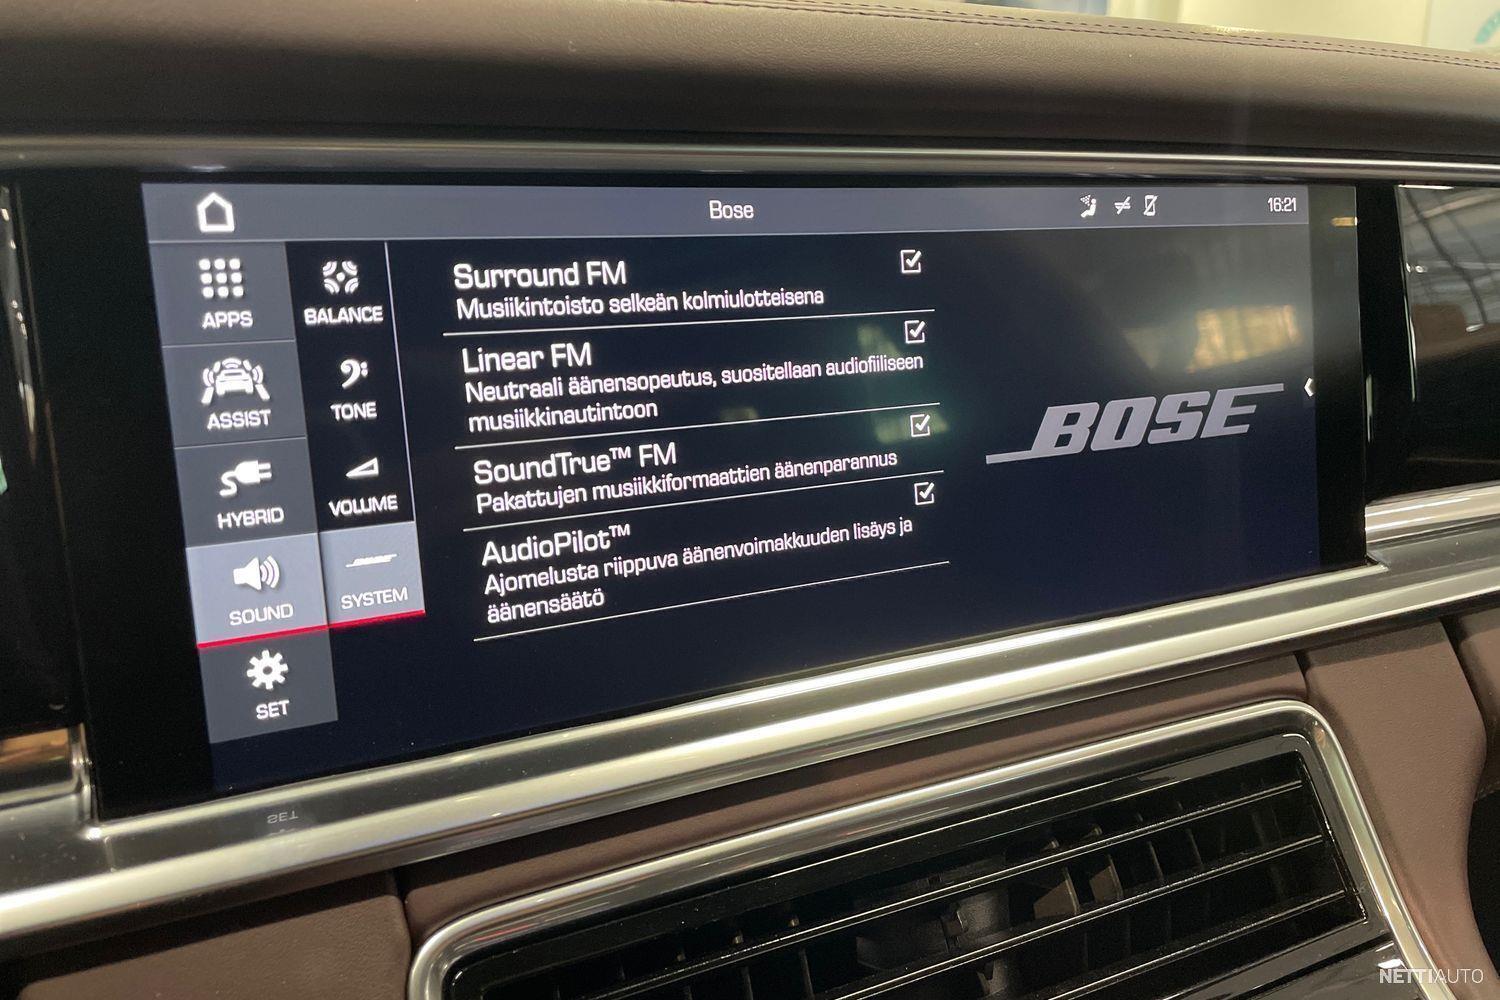 Bose
16:21
APPS
ASSIST
HYBRID
SOUND
SET
BALANCE
TONE
VOLUME
SYSTEM
Surround FM
Musiikintoisto selkeän kolmiulotteisena
Linear FM
Neutraali äänensopeutus, suositellaan audiofiiliseen
musiikkinautintoon
SoundTrue™ FM
Pakattujen musiikkiformaattien äänenparannus
AudioPilot™
Ajomelusta riippuva äänenvoimakkuuden lisäys ja
äänensäätö
BOSE
SET
NETTIAUTO